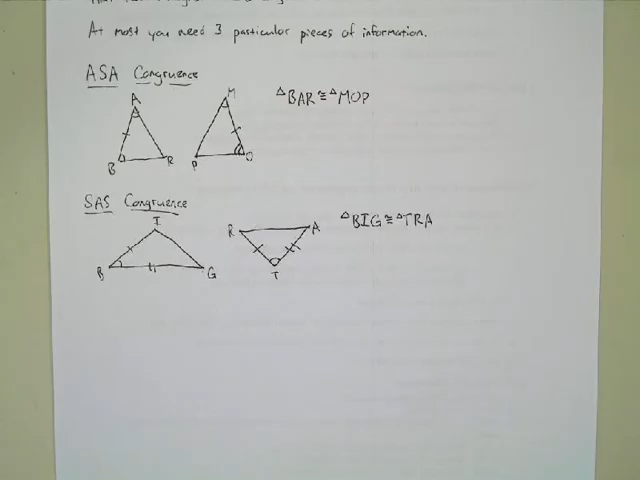 At most you need 3 particular pieces of information.
ASA Congruence
A
B
R
M
P
O
△BAR≅△MOP
SAS Congruence
I
B
G
R
A
T
△BIG≅△TRA